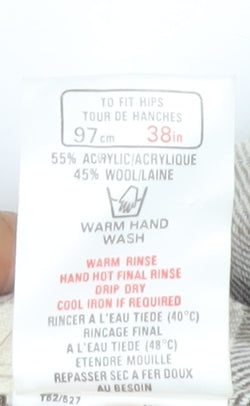 TO FIT HIPS
TOUR DE HANCHES
97cm 38in
55% ACRYLIC/ACRYLIQUE
45% WOOL/LAINE
WARM HAND
WASH
WARM RINSE
HAND HOT FINAL RINSE
DRIP DRY
COOL IRON IF REQUIRED
RINCER A L'EAU TIEDE (40°C)
RINCAGE FINAL
A L'EAU TIEDE (48°C)
ETENDRE MOUILLE
REPASSER SEC A FER DOUX
AU BESOIN
T82/527